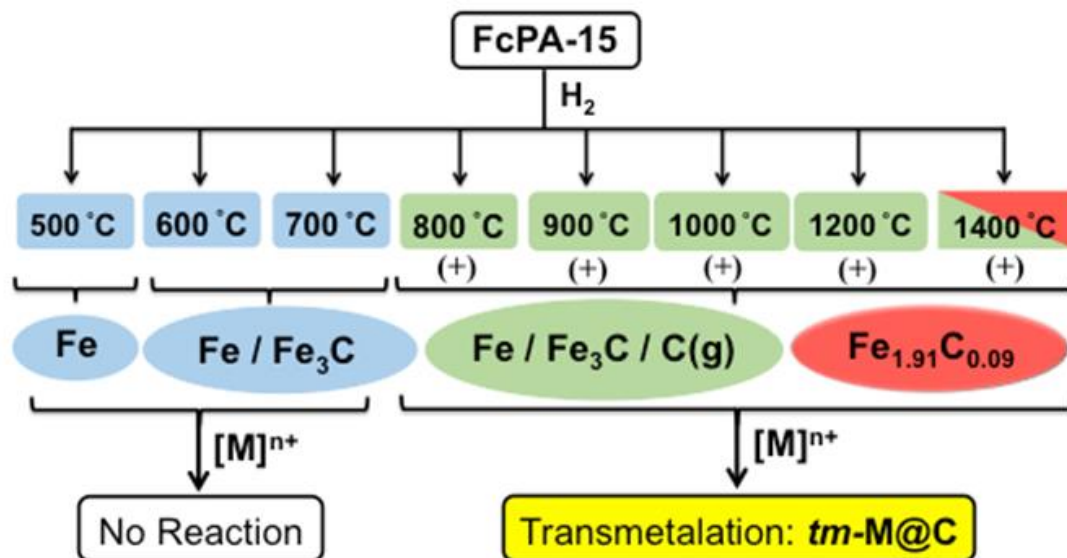 FcPA-15
H₂
500 °C 600 °C 700 °C 800 °C 900 °C 1000 °C 1200 °C 1400 °C
(+) (+) (+) (+) (+)
Fe Fe / Fe₃C Fe / Fe₃C / C(g) Fe₁.₉₁C₀.₀₉
[M]ⁿ⁺ [M]ⁿ⁺
No Reaction Transmetalation: tm-M@C